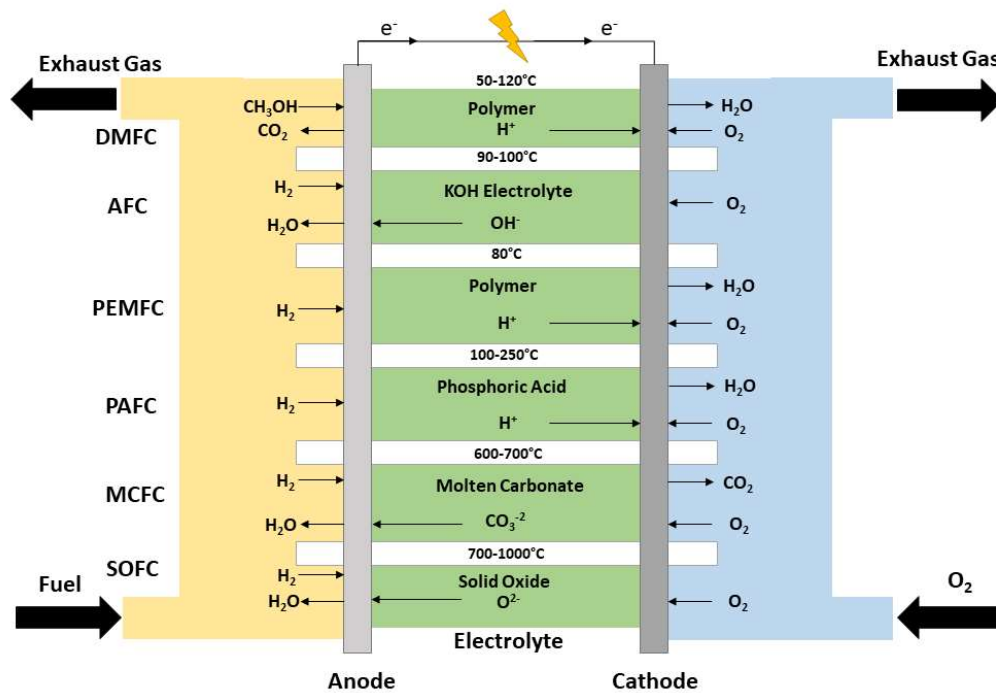 e⁻ e⁻
Exhaust Gas Exhaust Gas
50-120°C
CH₃OH Polymer H₂O
DMFC CO₂ H⁺ O₂
90-100°C
H₂ KOH Electrolyte
AFC O₂
H₂O OH⁻
80°C
Polymer H₂O
PEMFC H₂
H⁺ O₂
100-250°C
Phosphoric Acid H₂O
PAFC H₂
H⁺ O₂
600-700°C
H₂ Molten Carbonate CO₂
MCFC
H₂O CO₃⁻² O₂
700-1000°C
SOFC H₂ Solid Oxide
Fuel H₂O O²⁻ O₂ O₂
Electrolyte
Anode Cathode